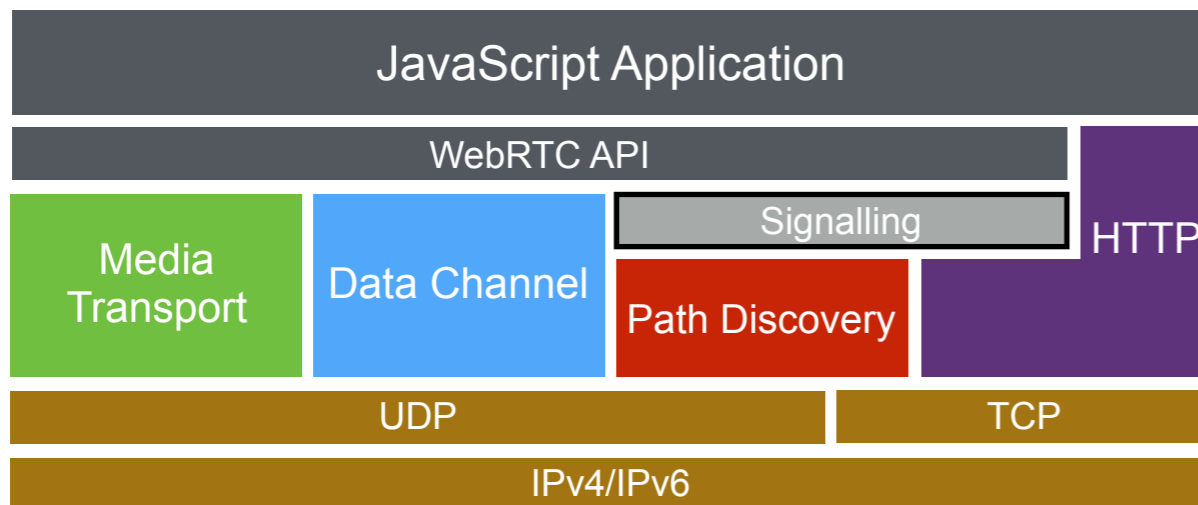 JavaScript Application
WebRTC API
Media
Transport
Data Channel
Signalling
HTTP
Path Discovery
UDP
TCP
IPv4/IPv6